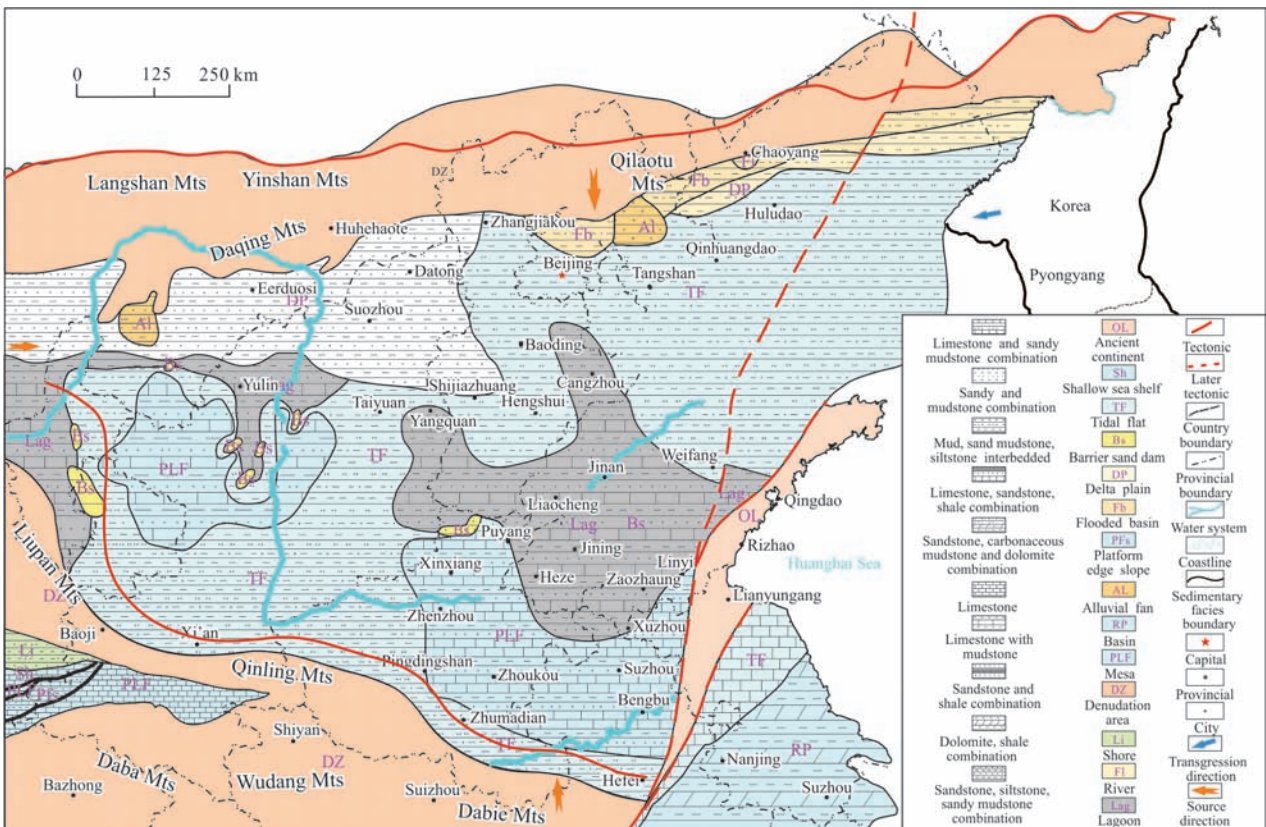 0 125 250 km
Langshan Mts
Yinshan Mts
DZ
Qilaotu
Mts
Chaoyang
Fb
DP
Huludao
Korea
Pyongyang
Daqing Mts
Huhehaote
Zhangjiakou
Fb
Al
Qinhuangdao
Beijing
Tangshan
TF
Datong
Eerduosi
DP
Suozhou
Al
Baoding
Cangzhou
Yulin
Shijiazhuang
Hengshui
Taiyuan
Yangquan
Lag
Bs
PLF
TF
Weifang
Jinan
Lag
Qingdao
OL
Liaocheng
Lag
Bs
Bs
Bs
Puyang
Jining
Rizhao
Linyi
Huanghai Sea
Xinxiang
Heze
Zaozhaung
Liupan Mts
DZ
TF
Zhenzhou
Lianyungang
Xuzhou
PLF
TF
Baoji
Xi'an
Li
Pingdingshan
Zhoukou
Suzhou
Qinling Mts
PLF
Bengbu
Zhumadian
TF
Shiyan
DZ
RP
Nanjing
Daba Mts
Wudang Mts
Hefei
Bazhong
Suizhou
Dabie Mts
Suzhou
Limestone and sandy
mudstone combination
Sandy and
mudstone combination
Mud, sand mudstone,
siltstone interbedded
Limestone, sandstone,
shale combination
Sandstone, carbonaceous
mudstone and dolomite
combination
Limestone
Limestone with
mudstone
Sandstone and
shale combination
Dolomite, shale
combination
Sandstone, siltstone,
sandy mudstone
combination
OL
Ancient
continent
Sh
Shallow sea shelf
TF
Tidal flat
Bs
Barrier sand dam
DP
Delta plain
Fb
Flooded basin
PFs
Platform
edge slope
AL
Alluvial fan
RP
Basin
PLF
Mesa
DZ
Denudation
area
Li
Shore
Fl
River
Lag
Lagoon
Tectonic
Later
tectonic
Country
boundary
Provincial
boundary
Water system
Coastline
Sedimentary
facies
boundary
Capital
Provincial
City
Transgression
direction
Source
direction